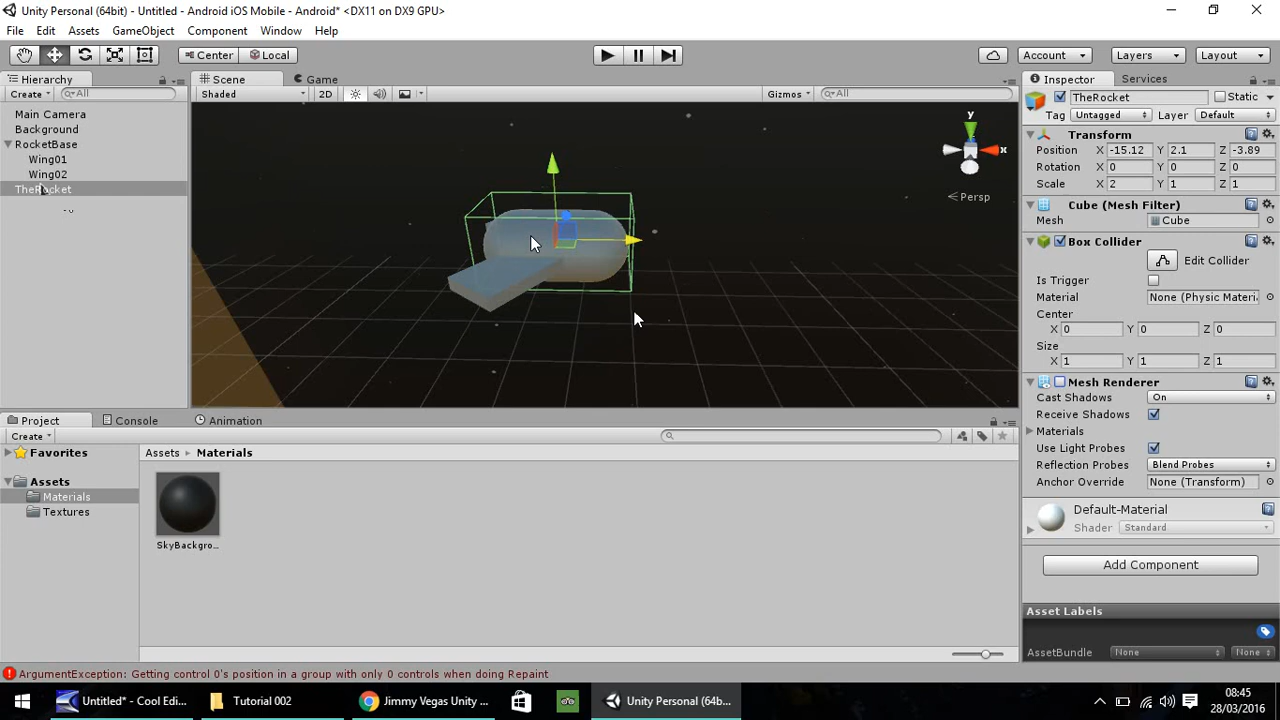 Unity Personal (64bit) - Untitled - Android iOS Mobile - Android* <DX11 on DX9 GPU>
File Edit Assets GameObject Component Window Help
Center Local Account Layers Layout
Hierarchy
Create All
Main Camera
Background
RocketBase
Wing01
Wing02
TheRocket
Scene Game
Shaded 2D Gizmos All
y
x
Persp
Inspector Services
TheRocket Static
Tag Untagged Layer Default
Transform
Position X -15.12 Y 2.1 Z -3.89
Rotation X 0 Y 0 Z 0
Scale X 2 Y 1 Z 1
Cube (Mesh Filter)
Mesh Cube
Box Collider
Edit Collider
Is Trigger
Material None (Physic Materi
Center
X 0 Y 0 Z 0
Size
X 1 Y 1 Z 1
Mesh Renderer
Cast Shadows On
Receive Shadows
Materials
Use Light Probes
Reflection Probes Blend Probes
Anchor Override None (Transform)
Default-Material
Shader Standard
Add Component
Asset Labels
AssetBundle None None
Project Console Animation
Create
Favorites
Assets
Materials
Textures
Assets Materials
SkyBackgro...
ArgumentException: Getting control 0's position in a group with only 0 controls when doing Repaint
Untitled* - Cool Edi... Tutorial 002 Jimmy Vegas Unity ... Unity Personal (64b...
08:45
28/03/2016